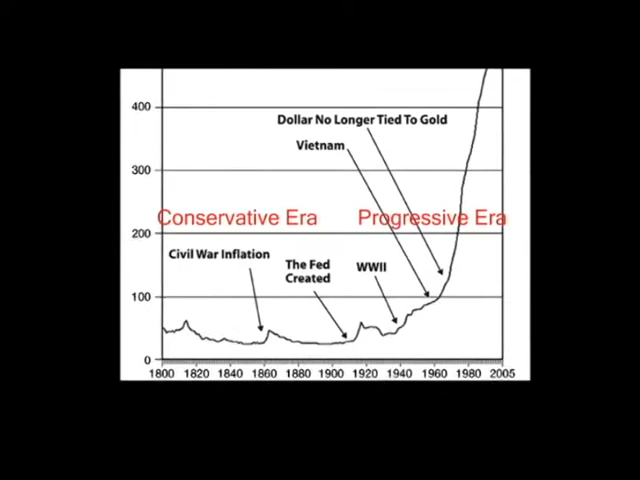 400
Dollar No Longer Tied To Gold
Vietnam
300
Conservative Era
Progressive Era
200
Civil War Inflation
The Fed
Created
WWII
100
0
1800 1820 1840 1860 1880 1900 1920 1940 1960 1980 2005